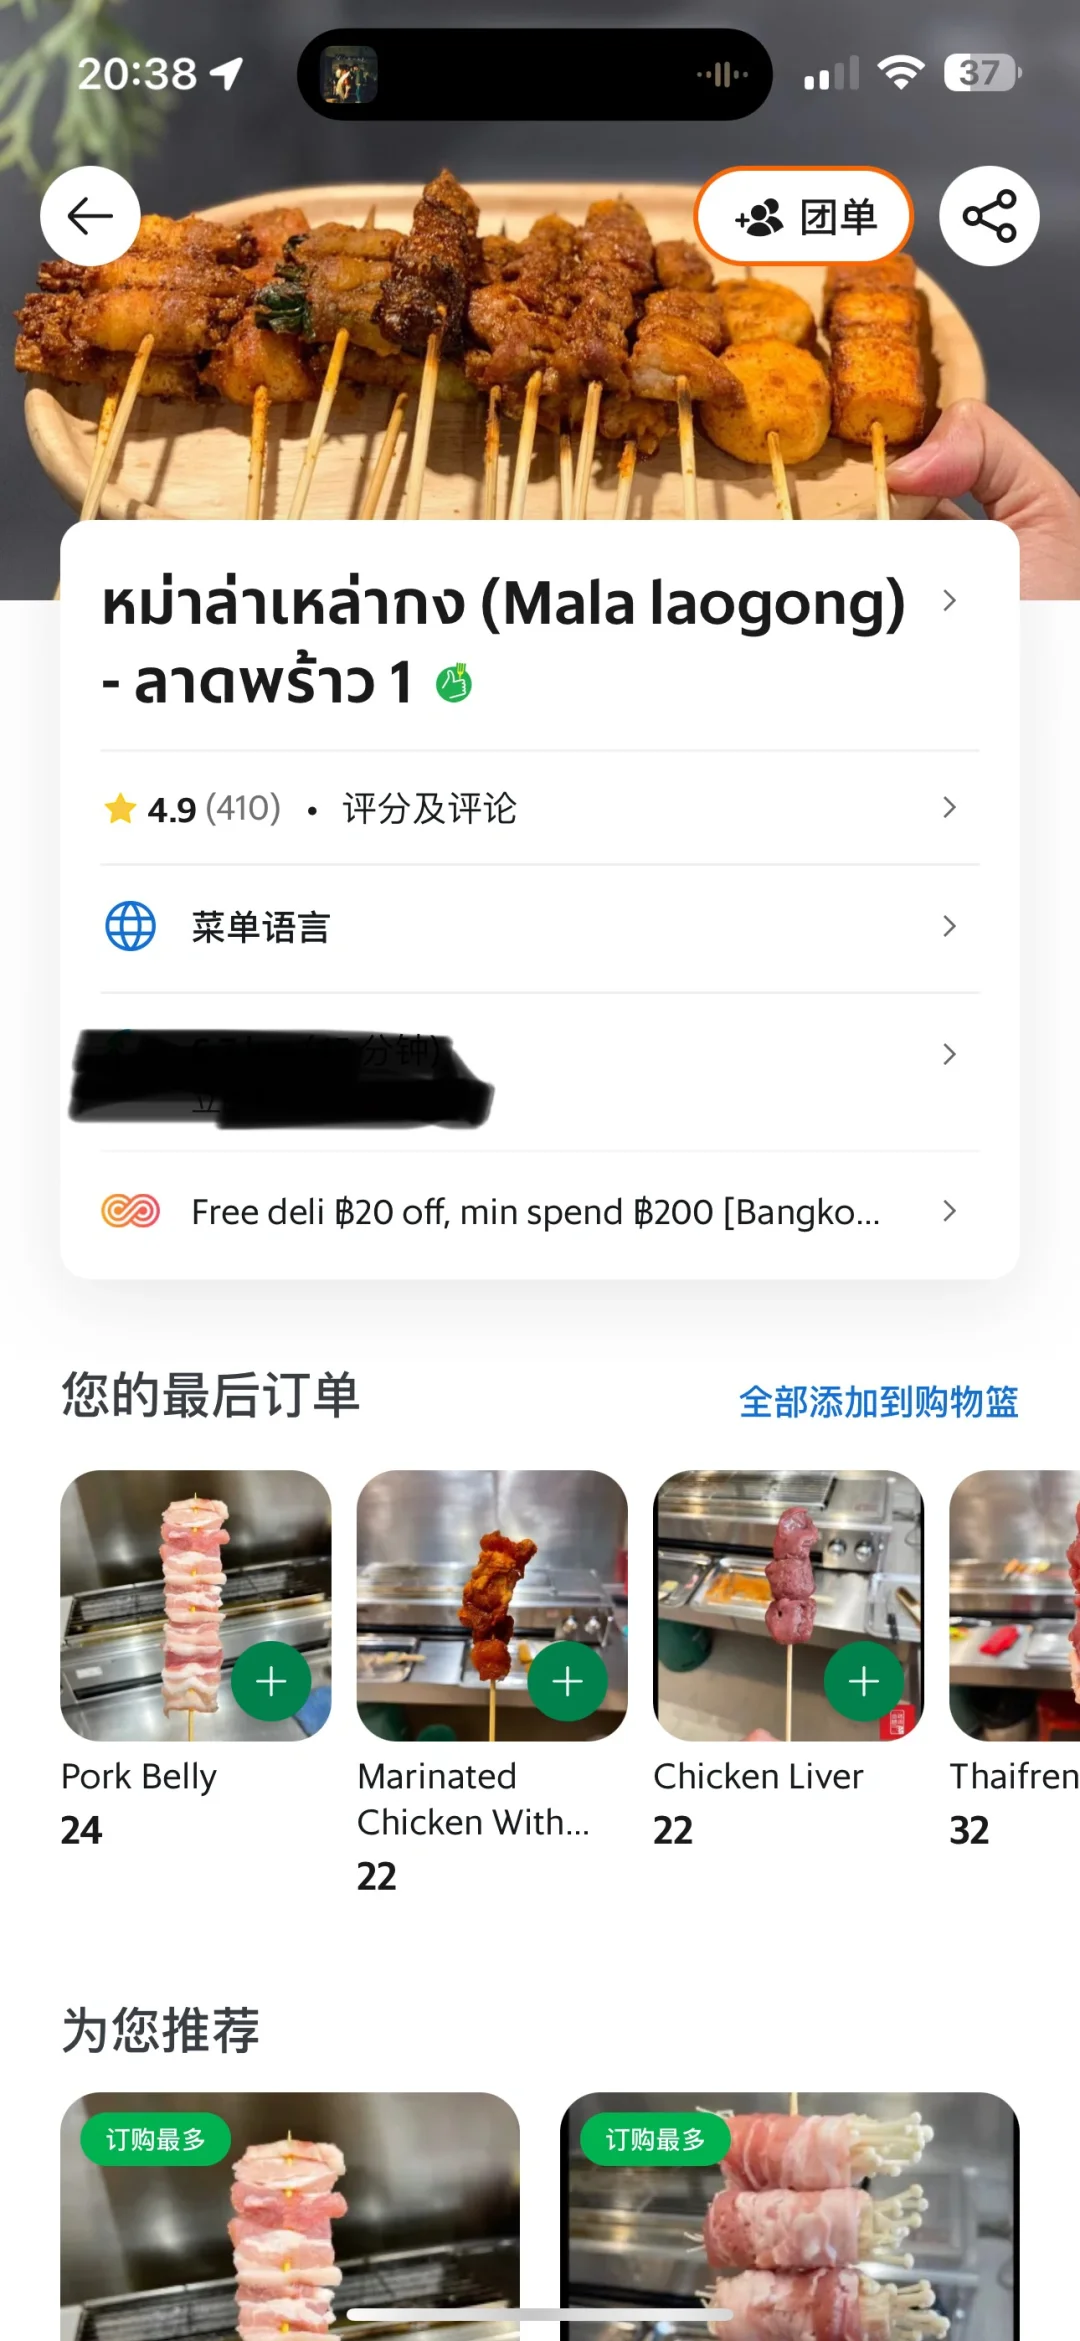 20:38
37
团单
หม่าล่าเหล่ากง (Mala laogong)
- ลาดพร้าว 1
4.9 (410) • 评分及评论
菜单语言
分钟)
Free deli ฿20 off, min spend ฿200 [Bangko...
您的最后订单
全部添加到购物篮
Pork Belly
24
Marinated
Chicken With...
22
Chicken Liver
22
Thaifren
32
为您推荐
订购最多
订购最多